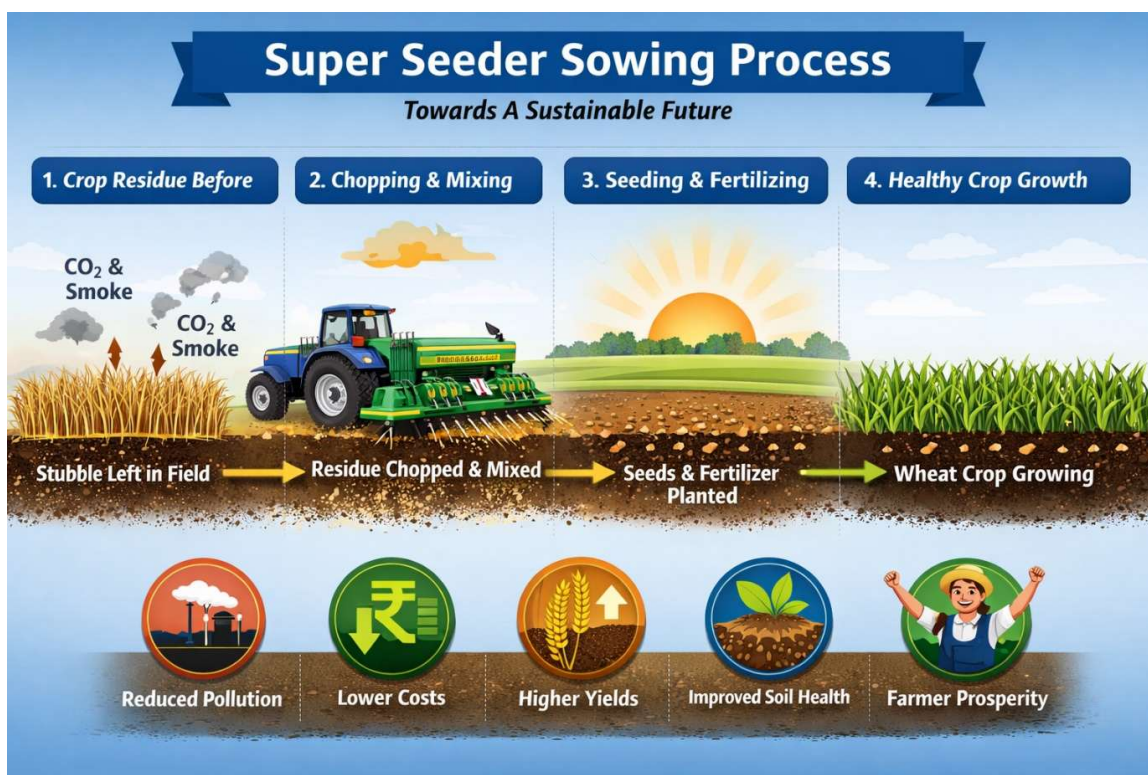 Super Seeder Sowing Process
Towards A Sustainable Future
1. Crop Residue Before
2. Chopping & Mixing
3. Seeding & Fertilizing
4. Healthy Crop Growth
CO₂ &
Smoke
CO₂ &
Smoke
Stubble Left in Field
Residue Chopped & Mixed
Seeds & Fertilizer
Planted
Wheat Crop Growing
₹
Reduced Pollution
Lower Costs
Higher Yields
Improved Soil Health
Farmer Prosperity